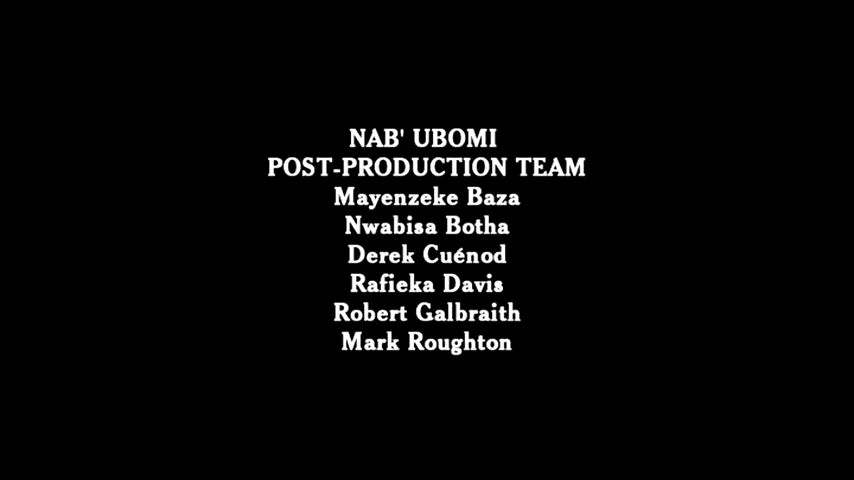 NAB' UBOMI
POST-PRODUCTION TEAM
Mayenzeke Baza
Nwabisa Botha
Derek Cuénod
Rafieka Davis
Robert Galbraith
Mark Roughton